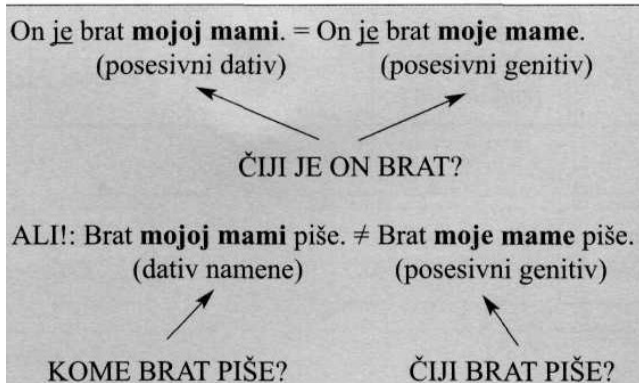 On je brat mojoj mami. = On je brat moje mame.
(posesivni dativ) (posesivni genitiv)
ČIJI JE ON BRAT?
ALI!: Brat mojoj mami piše. ≠ Brat moje mame piše.
(dativ namene) (posesivni genitiv)
KOME BRAT PIŠE? ČIJI BRAT PIŠE?